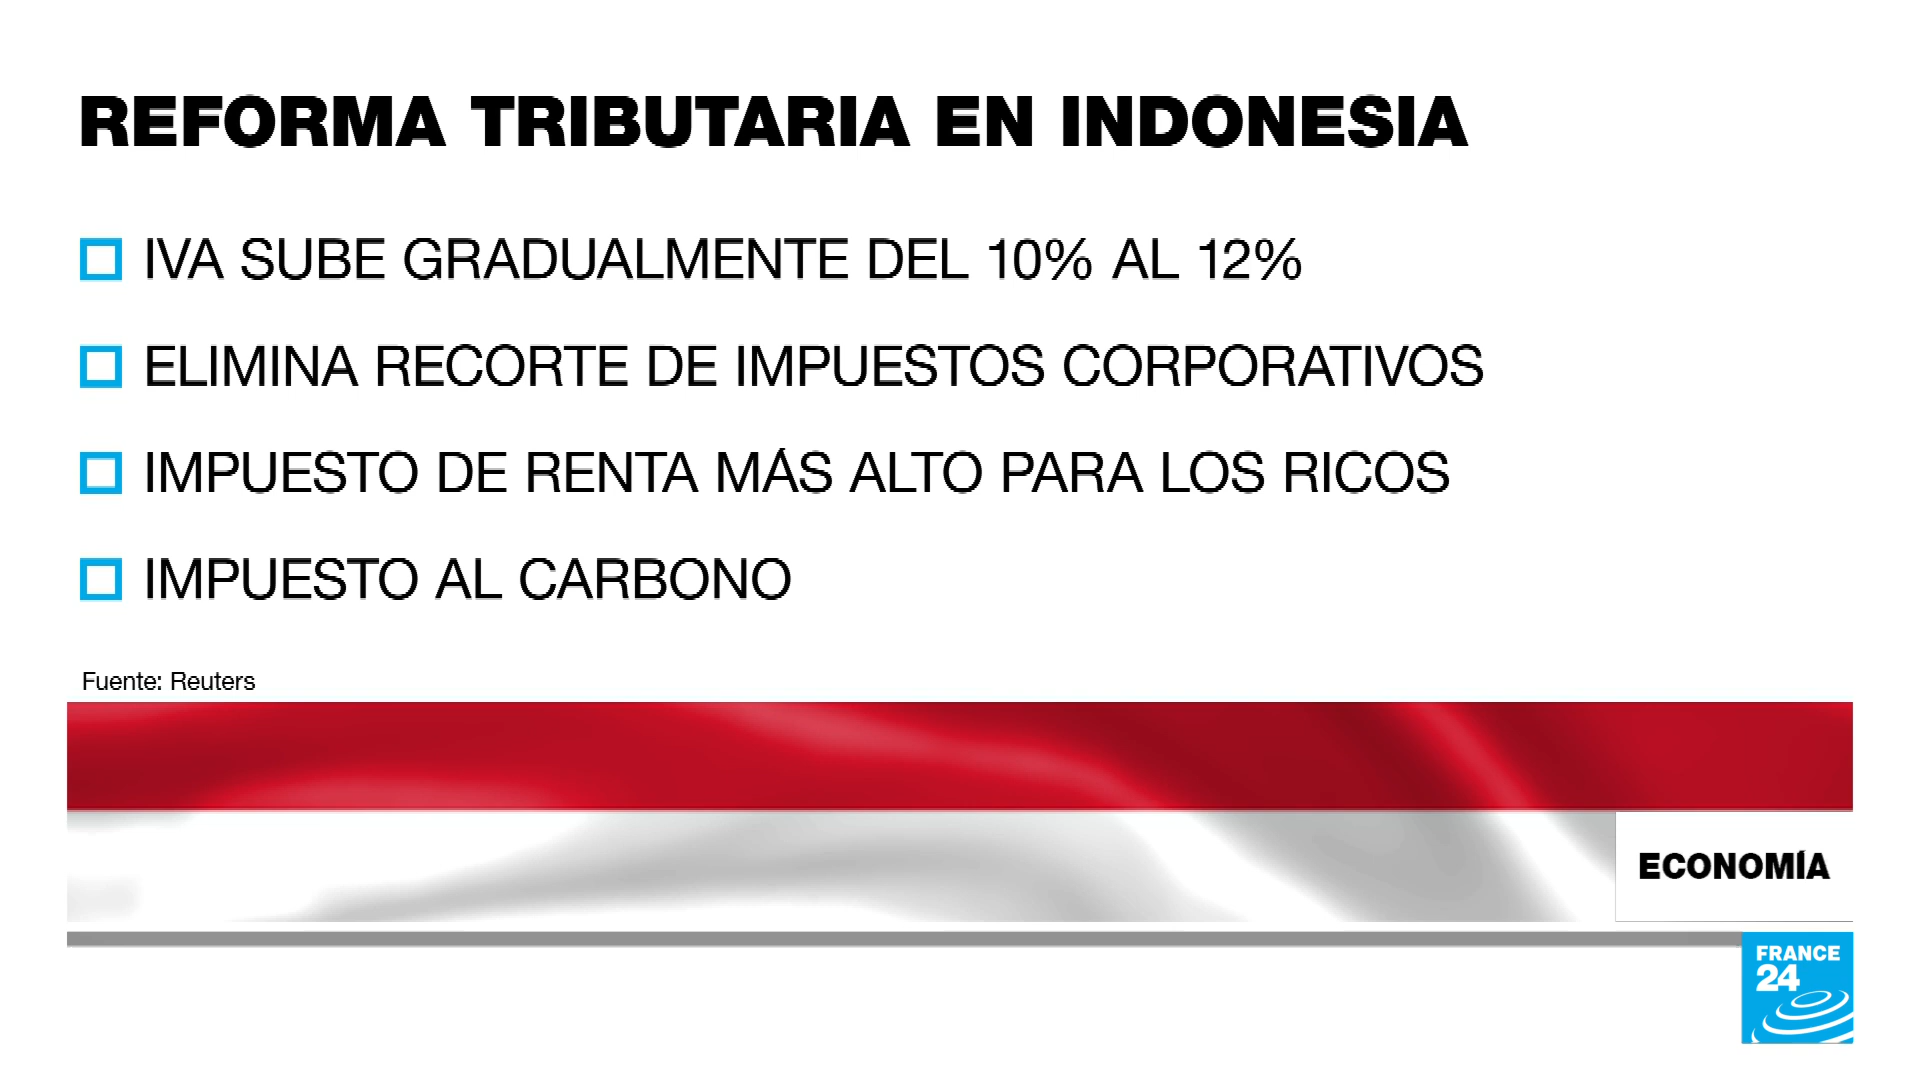 REFORMA TRIBUTARIA EN INDONESIA
IVA SUBE GRADUALMENTE DEL 10% AL 12%
ELIMINA RECORTE DE IMPUESTOS CORPORATIVOS
IMPUESTO DE RENTA MÁS ALTO PARA LOS RICOS
IMPUESTO AL CARBONO
Fuente: Reuters
ECONOMÍA
FRANCE
24